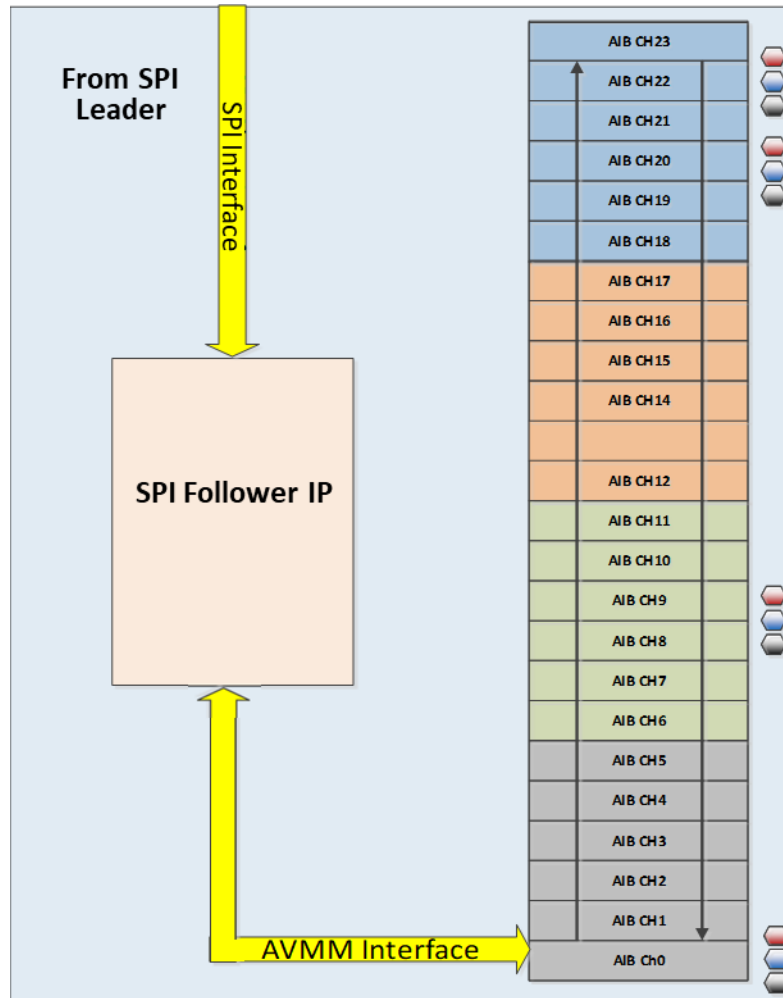 From SPI
Leader
SPI Interface
SPI Follower IP
AVMM Interface
AIB CH23
AIB CH22
AIB CH21
AIB CH20
AIB CH19
AIB CH18
AIB CH17
AIB CH16
AIB CH15
AIB CH14
AIB CH12
AIB CH11
AIB CH10
AIB CH9
AIB CH8
AIB CH7
AIB CH6
AIB CH5
AIB CH4
AIB CH3
AIB CH2
AIB CH1
AIB Ch0